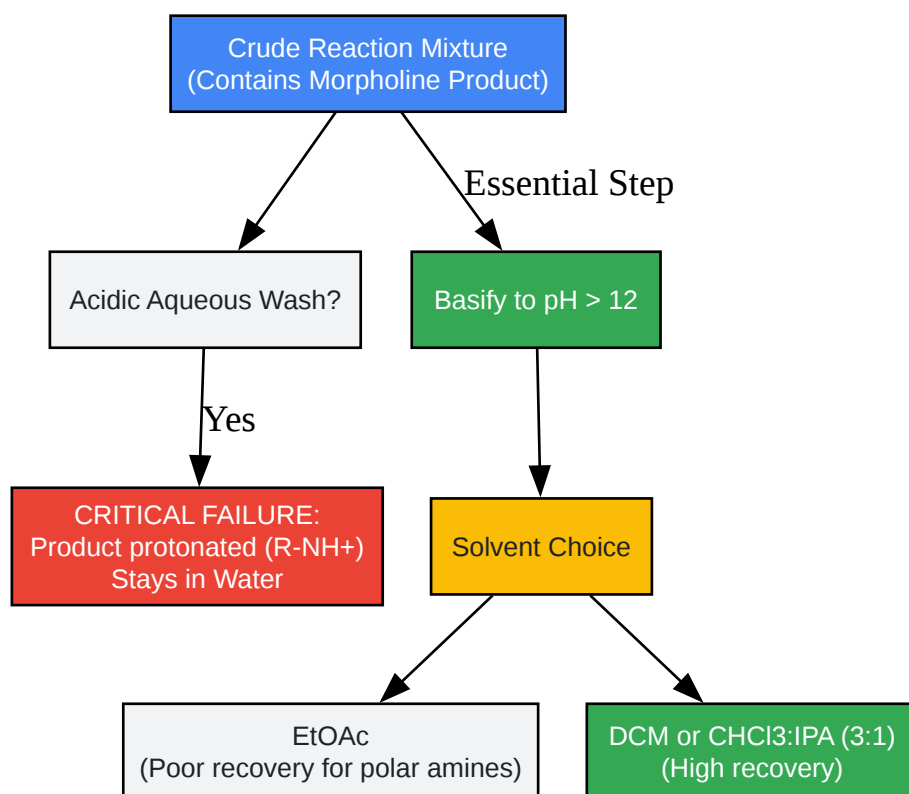 Crude Reaction Mixture
(Contains Morpholine Product)
Essential Step
Acidic Aqueous Wash?
Basify to pH > 12
Yes
CRITICAL FAILURE:
Product protonated (R-NH+)
Stays in Water
Solvent Choice
EtOAc
(Poor recovery for polar amines)
DCM or CHCl3:IPA (3:1)
(High recovery)